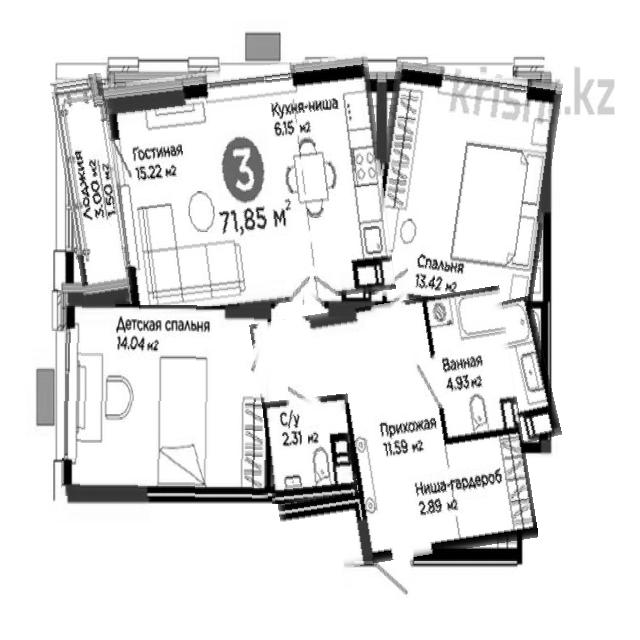 krisha.kz
Кухня-ниша
6.15 м2
Гостиная
15.22 м2
3
71,85 м2
Лоджия
3.00 м2
1.50 м2
Спальня
13.42 м2
Детская спальня
14.04 м2
Ванная
4.93 м2
С/у
2.31 м2
Прихожая
11.59 м2
Ниша-гардероб
2.89 м2